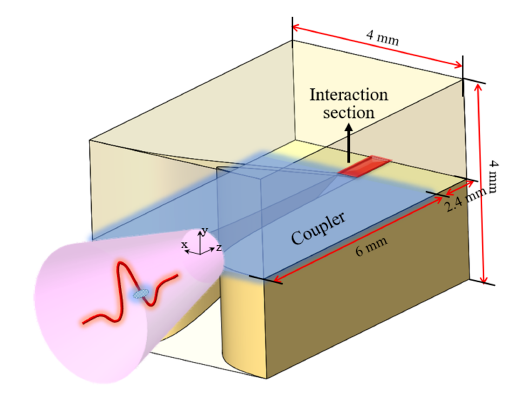 4 mm
Interaction
section
4 mm
2.4 mm
y
x
z
Coupler
6 mm